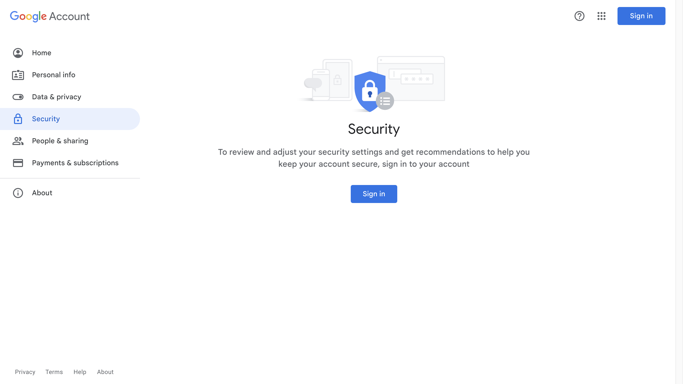 Google Account
Sign in
Home
Personal info
Data & privacy
Security
People & sharing
Payments & subscriptions
About
Security
To review and adjust your security settings and get recommendations to help you
keep your account secure, sign in to your account
Sign in
Privacy Terms Help About